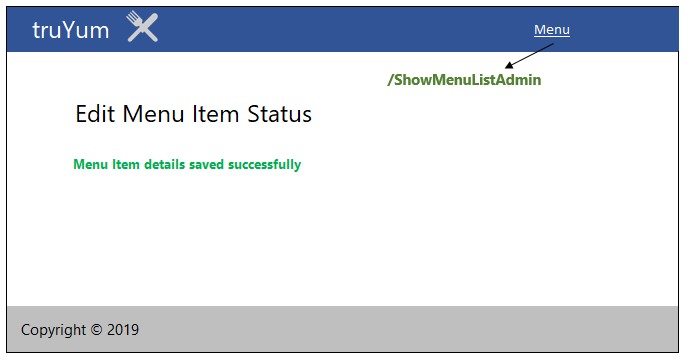 truYum
Menu
/ShowMenuListAdmin
Edit Menu Item Status
Menu Item details saved successfully
Copyright © 2019